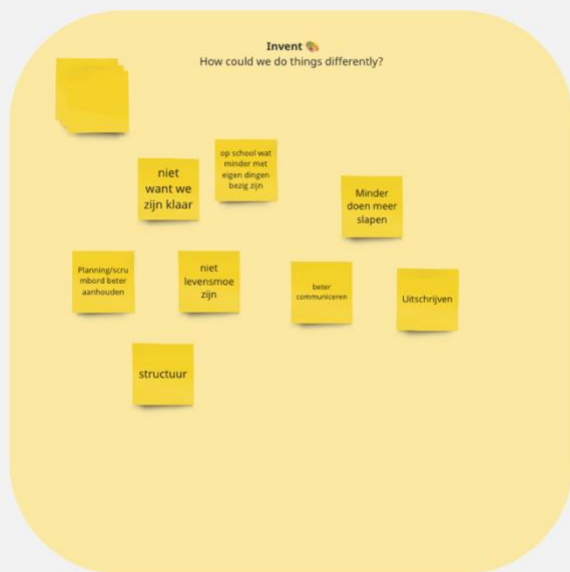 Invent 🎨
How could we do things differently?
op school wat
minder met
eigen dingen
bezig zijn
niet
want we
zijn klaar
Minder
doen meer
slapen
Planning/scru
mbord beter
aanhouden
niet
levensmoe
zijn
beter
communiceren
Uitschrijven
structuur